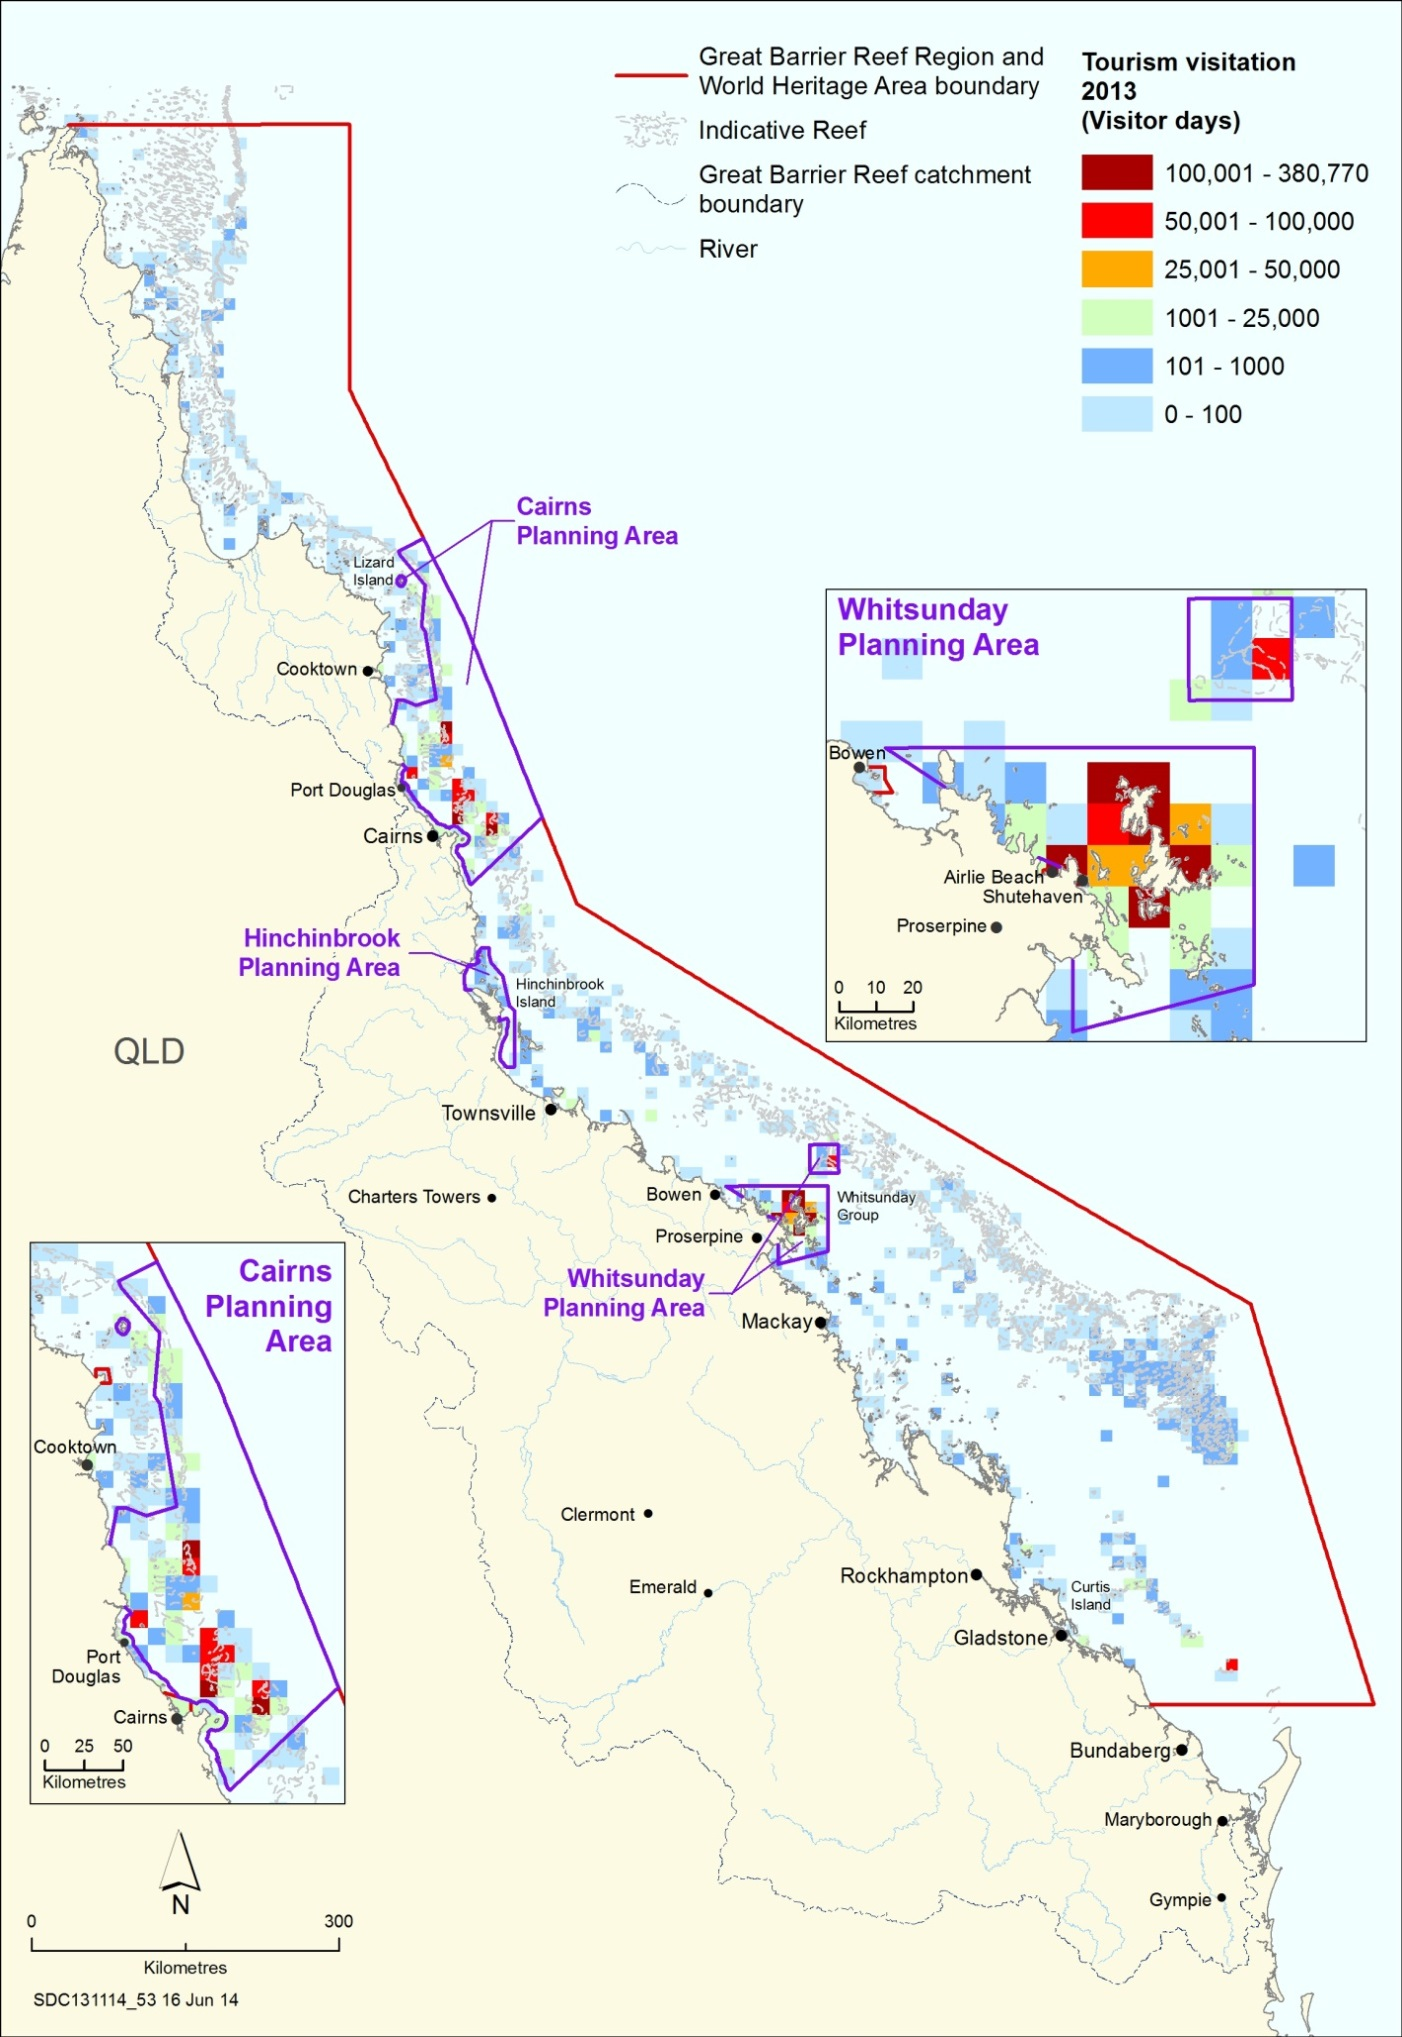 Great Barrier Reef Region and
World Heritage Area boundary
Indicative Reef
Great Barrier Reef catchment
boundary
River
Tourism visitation
2013
(Visitor days)
100,001 - 380,770
50,001 - 100,000
25,001 - 50,000
1001 - 25,000
101 - 1000
0 - 100
Cairns
Planning Area
Lizard
Island
Cooktown
Port Douglas
Cairns
Hinchinbrook
Planning Area
Hinchinbrook
Island
QLD
Townsville
Charters Towers
Bowen
Proserpine
Whitsunday
Group
Whitsunday
Planning Area
Mackay
Clermont
Emerald
Rockhampton
Curtis
Island
Gladstone
Bundaberg
Maryborough
Gympie
Whitsunday
Planning Area
Bowen
Airlie Beach
Shutehaven
Proserpine
0 10 20
Kilometres
Cairns
Planning
Area
Cooktown
Port
Douglas
Cairns
0 25 50
Kilometres
N
0 300
Kilometres
SDC131114_53 16 Jun 14